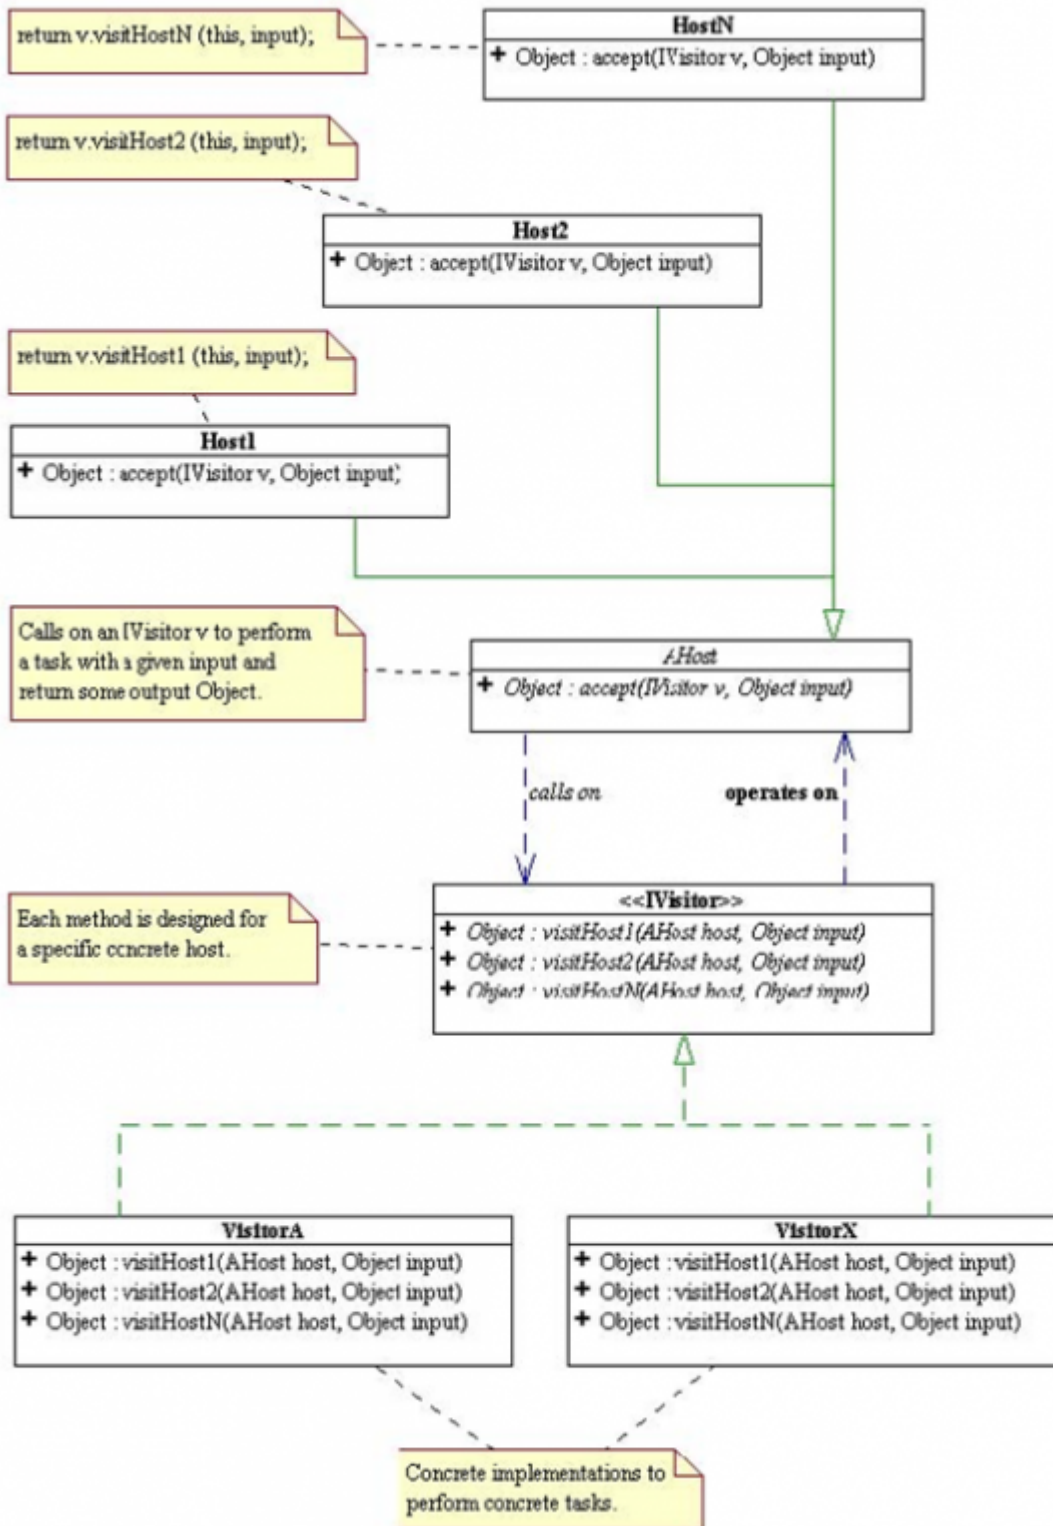 return v.visitHostN (this, input);
HostN
+ Object : accept(IVisitor v, Object input)
return v.visitHost2 (this, input);
Host2
+ Object : accept(IVisitor v, Object input)
return v.visitHost1 (this, input);
Host1
+ Object : accept(IVisitor v, Object input)
Calls on an IVisitor v to perform
a task with a given input and
return some output Object.
AHost
+ Object : accept(IVisitor v, Object input)
calls on
operates on
Each method is designed for
a specific concrete host.
<<IVisitor>>
+ Object : visitHost1(AHost host, Object input)
+ Object : visitHost2(AHost host, Object input)
+ Object : visitHostN(AHost host, Object input)
VisitorA
+ Object : visitHost1(AHost host, Object input)
+ Object : visitHost2(AHost host, Object input)
+ Object : visitHostN(AHost host, Object input)
VisitorX
+ Object : visitHost1(AHost host, Object input)
+ Object : visitHost2(AHost host, Object input)
+ Object : visitHostN(AHost host, Object input)
Concrete implementations to
perform concrete tasks.